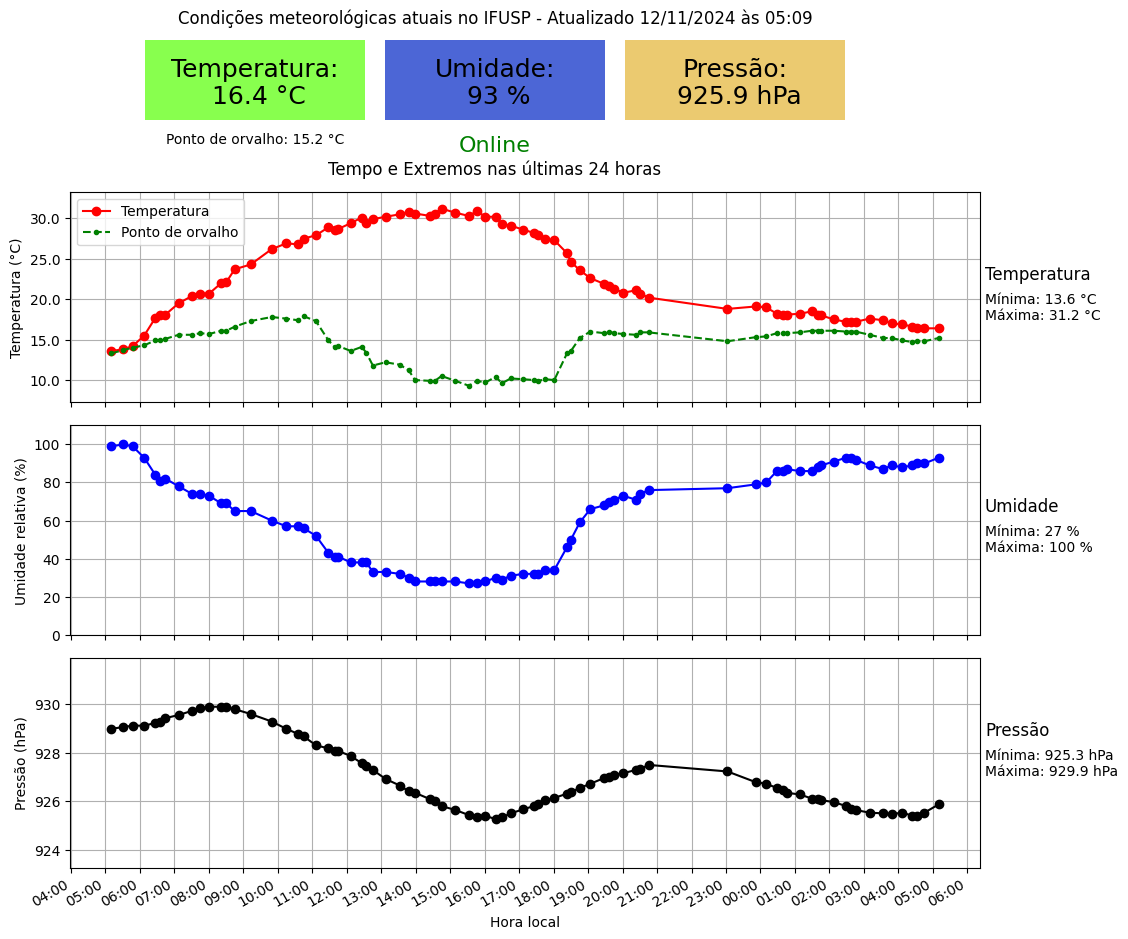 Condições meteorológicas atuais no IFUSP - Atualizado 12/11/2024 às 05:09
Temperatura:
16.4 °C
Umidade:
93 %
Pressão:
925.9 hPa
Ponto de orvalho: 15.2 °C
Online
Tempo e Extremos nas últimas 24 horas
Temperatura
Ponto de orvalho
Temperatura (°C)
30.0
25.0
20.0
15.0
10.0
Temperatura
Mínima: 13.6 °C
Máxima: 31.2 °C
Umidade relativa (%)
100
80
60
40
20
0
Umidade
Mínima: 27 %
Máxima: 100 %
Pressão (hPa)
930
928
926
924
Pressão
Mínima: 925.3 hPa
Máxima: 929.9 hPa
04:00
05:00
06:00
07:00
08:00
09:00
10:00
11:00
12:00
13:00
14:00
15:00
16:00
17:00
18:00
19:00
20:00
21:00
22:00
23:00
00:00
01:00
02:00
03:00
04:00
05:00
06:00
Hora local